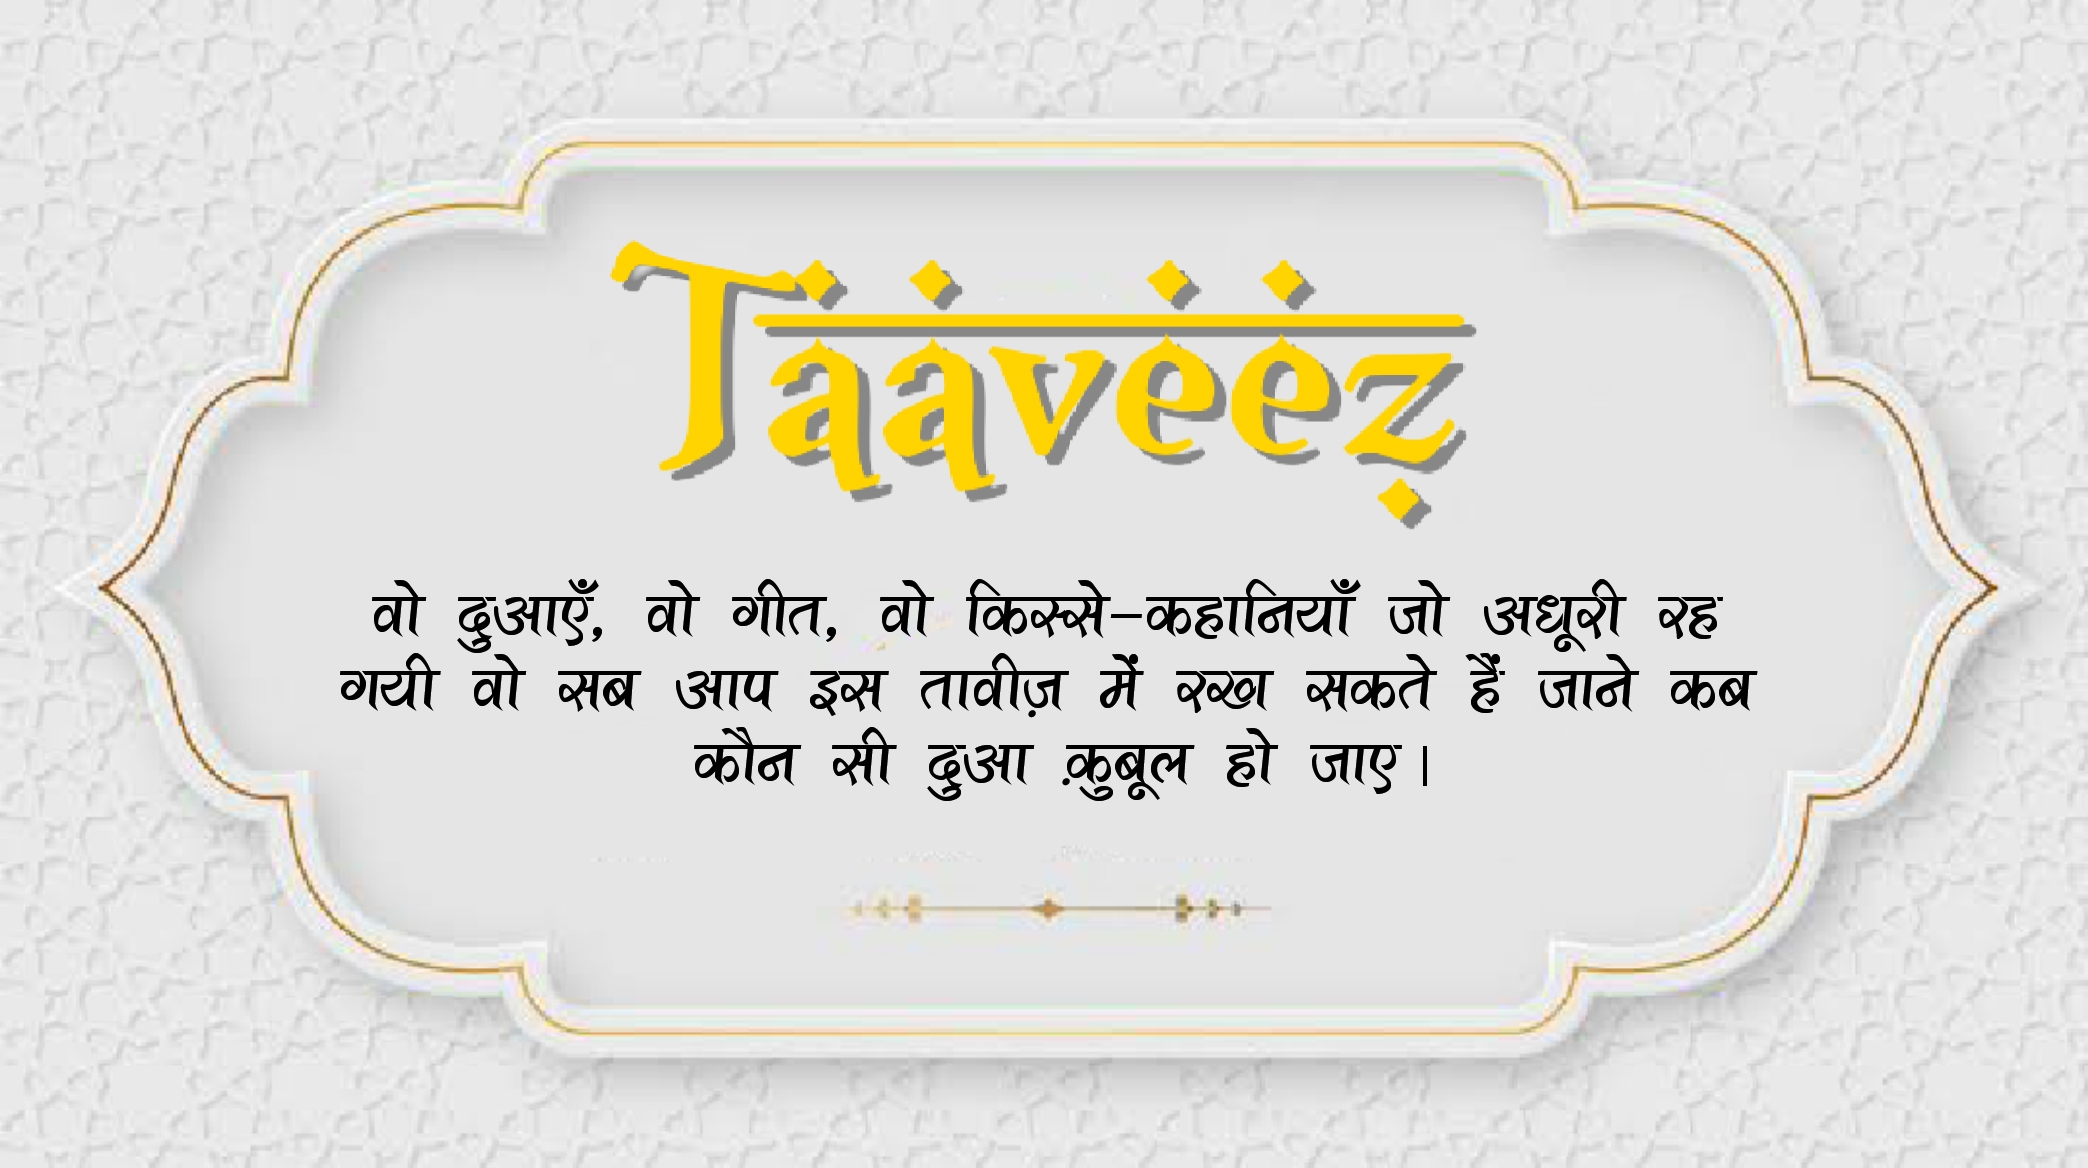 Taaveez
वो दुआएँ, वो गीत, वो किस्से-कहानियाँ जो अधूरी रह
गयी वो सब आप इस तावीज़ में रख सकते हैं जाने कब
कौन सी दुआ क़ुबूल हो जाए।